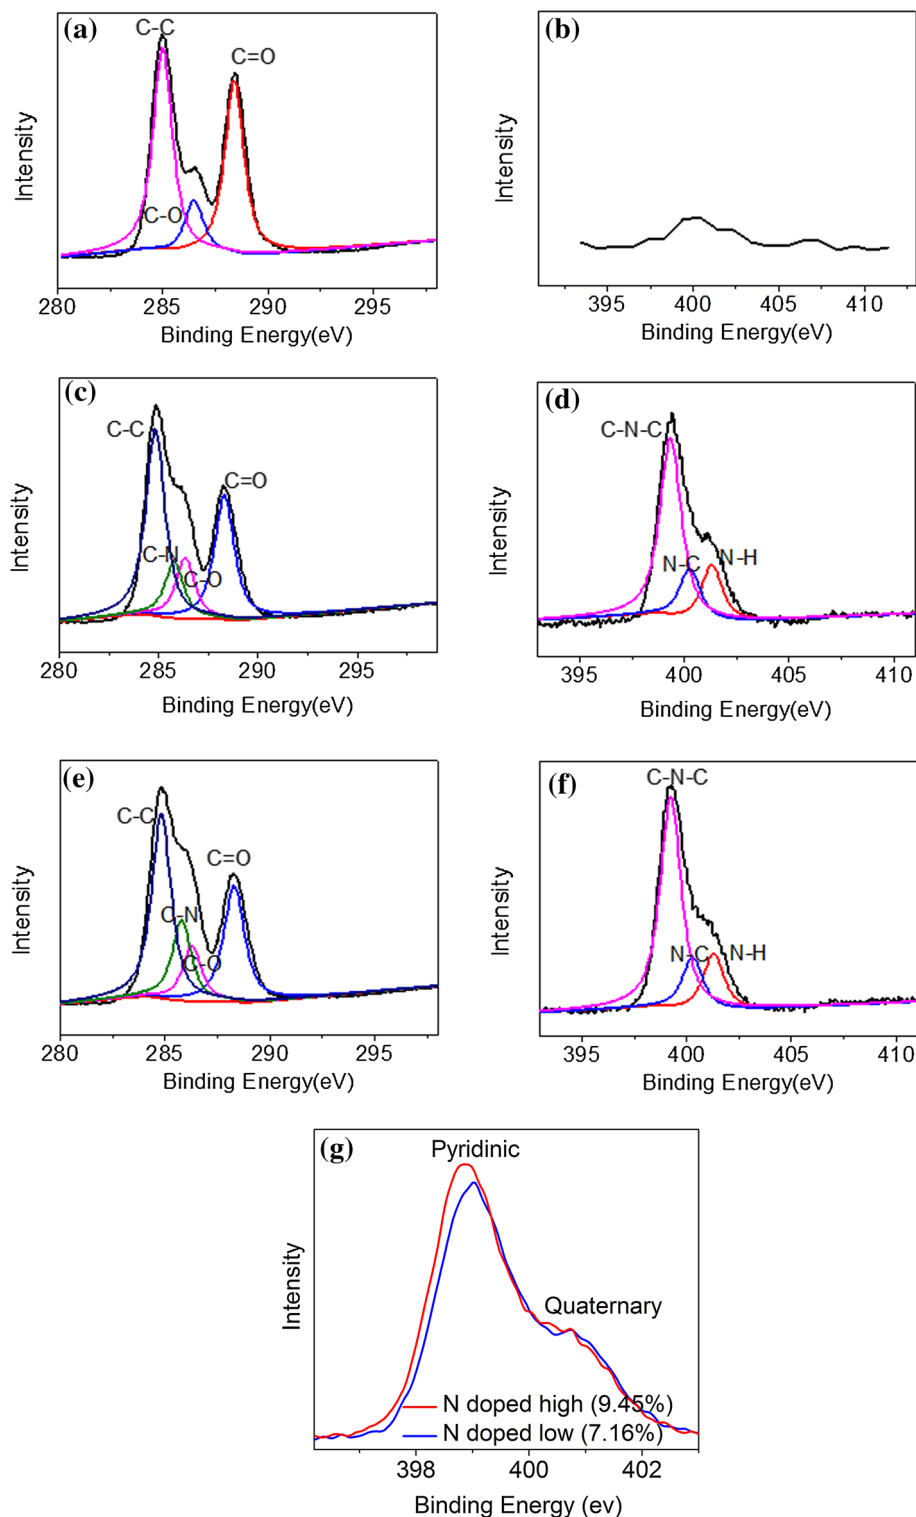 (a)
C-C
C=O
C-O
Intensity
280 285 290 295
Binding Energy(eV)
(b)
Intensity
395 400 405 410
Binding Energy(eV)
(c)
C-C
C=O
C-N
C-O
Intensity
280 285 290 295
Binding Energy(eV)
(d)
C-N-C
N-C
N-H
Intensity
395 400 405 410
Binding Energy(eV)
(e)
C-C
C=O
C-N
C-O
Intensity
280 285 290 295
Binding Energy(eV)
(f)
C-N-C
N-C
N-H
Intensity
395 400 405 410
Binding Energy(eV)
(g)
Pyridinic
Quaternary
Intensity
N doped high (9.45%)
N doped low (7.16%)
398 400 402
Binding Energy (ev)